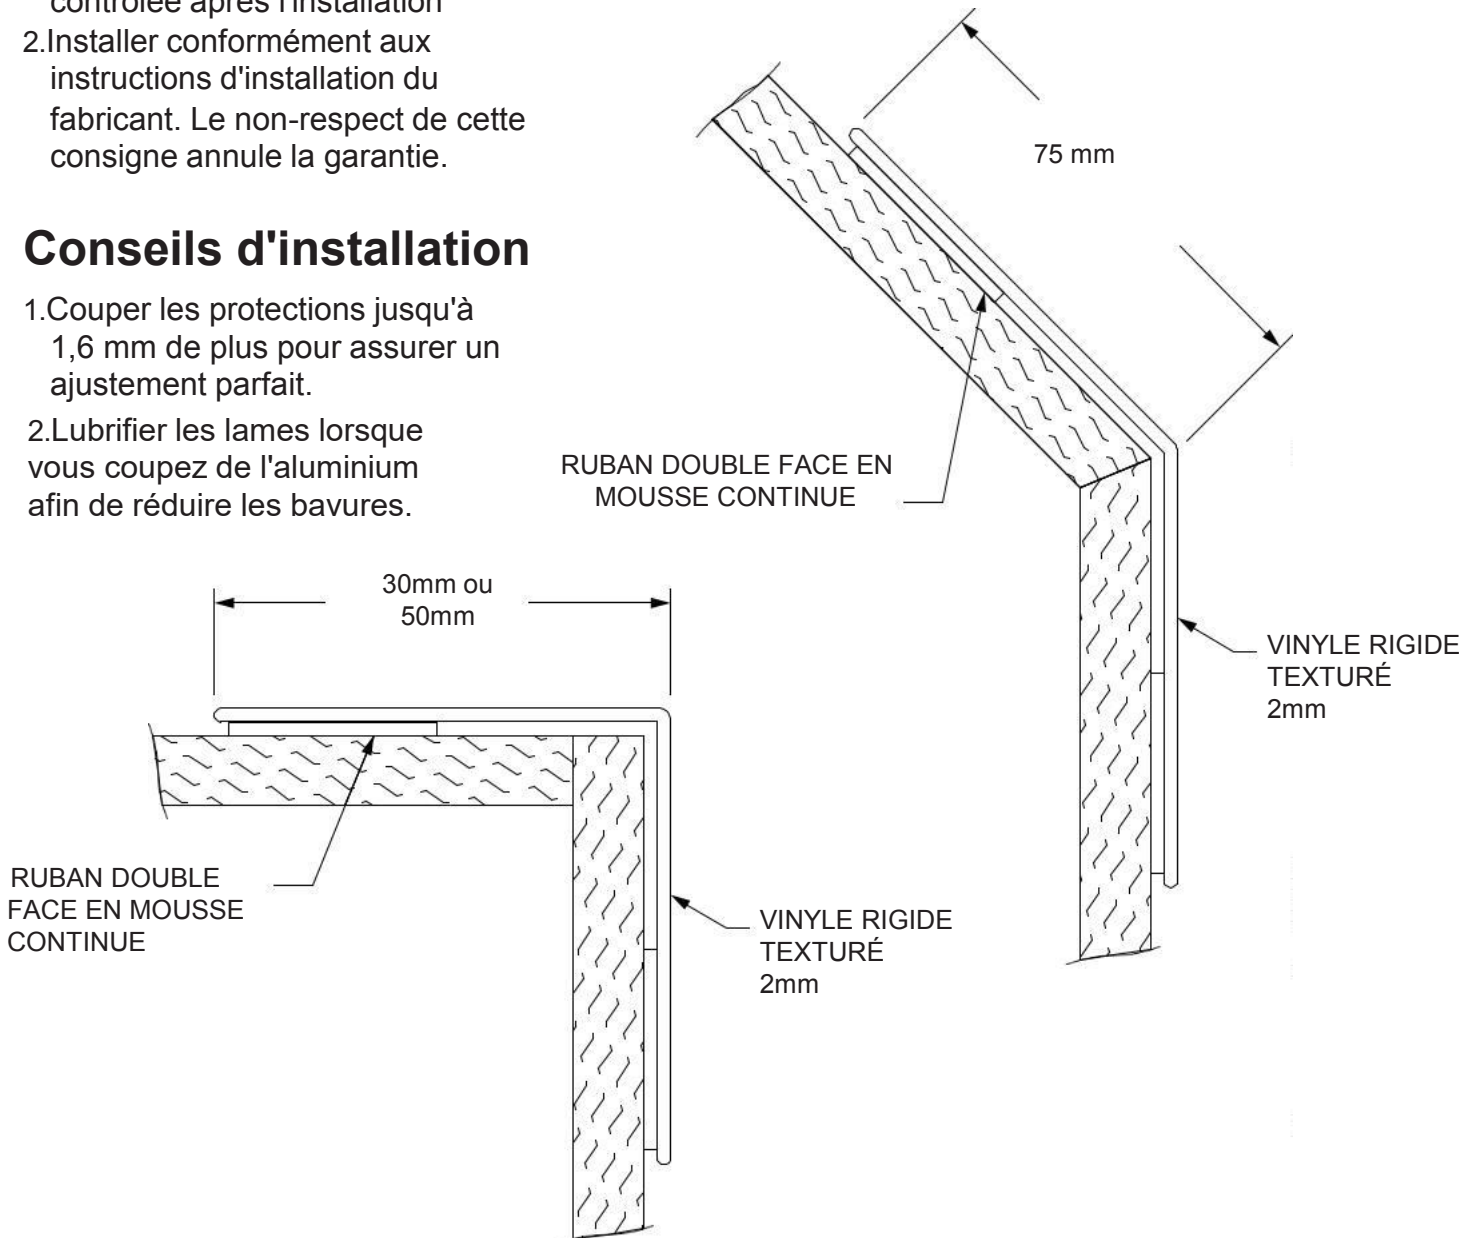 contrôlée après l'installation
2.Installer conformément aux
instructions d'installation du
fabricant. Le non-respect de cette
consigne annule la garantie.
Conseils d'installation
1.Couper les protections jusqu'à
1,6 mm de plus pour assurer un
ajustement parfait.
2.Lubrifier les lames lorsque
vous coupez de l'aluminium
afin de réduire les bavures.
75 mm
RUBAN DOUBLE FACE EN
MOUSSE CONTINUE
VINYLE RIGIDE
TEXTURÉ
2mm
30mm ou
50mm
RUBAN DOUBLE
FACE EN MOUSSE
CONTINUE
VINYLE RIGIDE
TEXTURÉ
2mm